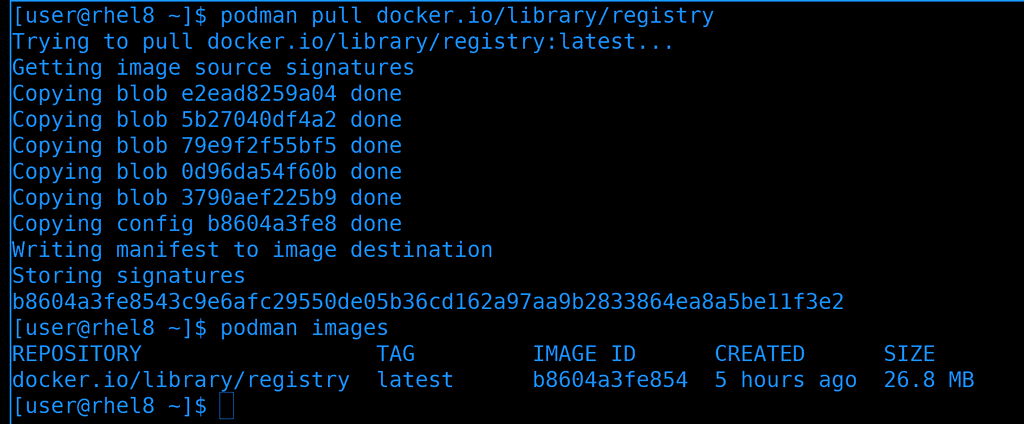 [user@rhel8 ~]$ podman pull docker.io/library/registry
Trying to pull docker.io/library/registry:latest...
Getting image source signatures
Copying blob e2ead8259a04 done
Copying blob 5b27040df4a2 done
Copying blob 79e9f2f55bf5 done
Copying blob 0d96da54f60b done
Copying blob 3790aef225b9 done
Copying config b8604a3fe8 done
Writing manifest to image destination
Storing signatures
b8604a3fe8543c9e6afc29550de05b36cd162a97aa9b2833864ea8a5be11f3e2
[user@rhel8 ~]$ podman images
REPOSITORY                  TAG         IMAGE ID      CREATED      SIZE
docker.io/library/registry  latest      b8604a3fe854  5 hours ago  26.8 MB
[user@rhel8 ~]$